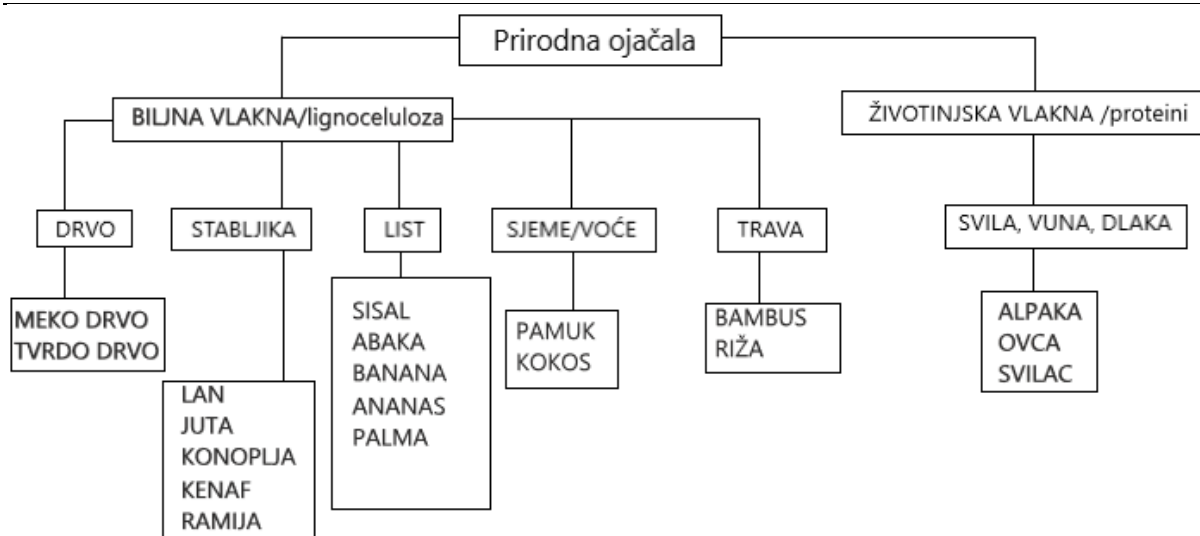 Prirodna ojačala
BILJNA VLAKNA/lignoceluloza
ŽIVOTINJSKA VLAKNA /proteini
DRVO
STABLJIKA
LIST
SJEME/VOĆE
TRAVA
SVILA, VUNA, DLAKA
MEKO DRVO
TVRDO DRVO
LAN
JUTA
KONOPLJA
KENAF
RAMIJA
SISAL
ABAKA
BANANA
ANANAS
PALMA
PAMUK
KOKOS
BAMBUS
RIŽA
ALPAKA
OVCA
SVILAC